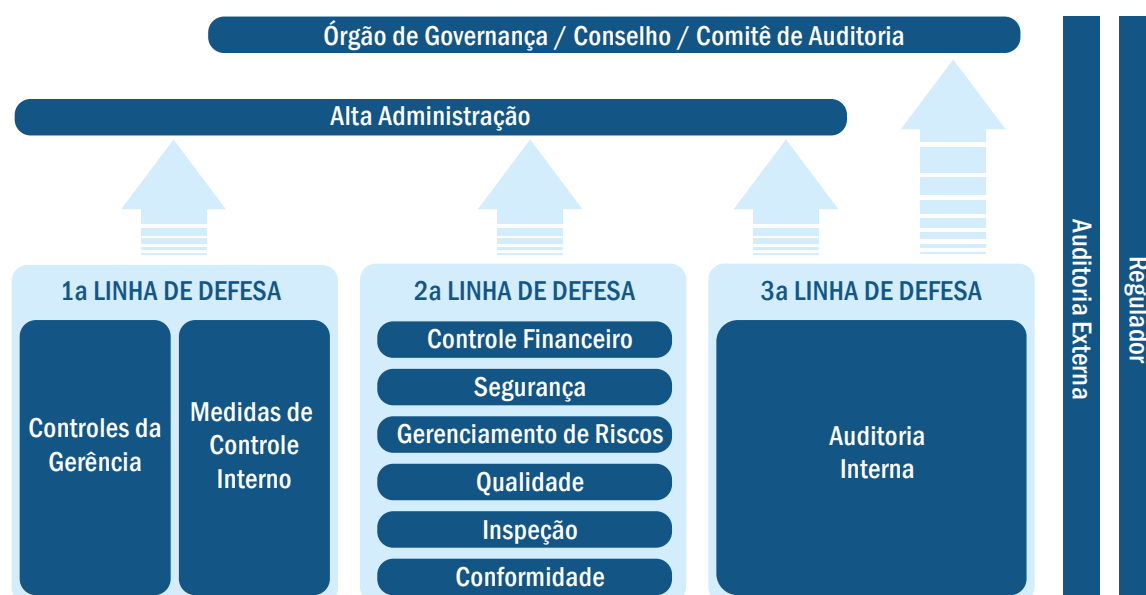 Órgão de Governança / Conselho / Comitê de Auditoria
Alta Administração
1a LINHA DE DEFESA
Controles da
Gerência
Medidas de
Controle
Interno
2a LINHA DE DEFESA
Controle Financeiro
Segurança
Gerenciamento de Riscos
Qualidade
Inspeção
Conformidade
3a LINHA DE DEFESA
Auditoria
Interna
Auditoria Externa
Regulador